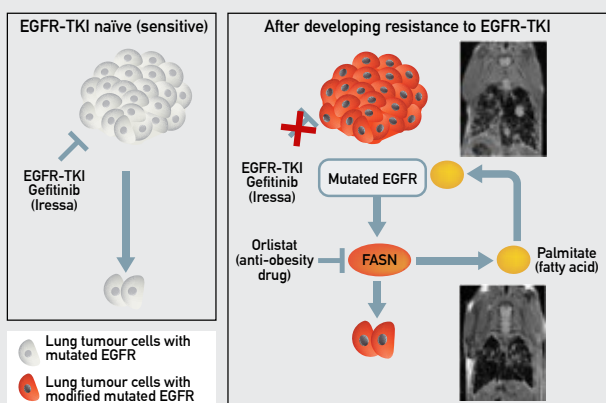 EGFR-TKI naïve (sensitive)
EGFR-TKI
Gefitinib
(Iressa)
Lung tumour cells with
mutated EGFR
Lung tumour cells with
modified mutated EGFR
After developing resistance to EGFR-TKI
EGFR-TKI
Gefitinib
(Iressa)
Mutated EGFR
Orlistat
(anti-obesity
drug)
FASN
Palmitate
(fatty acid)